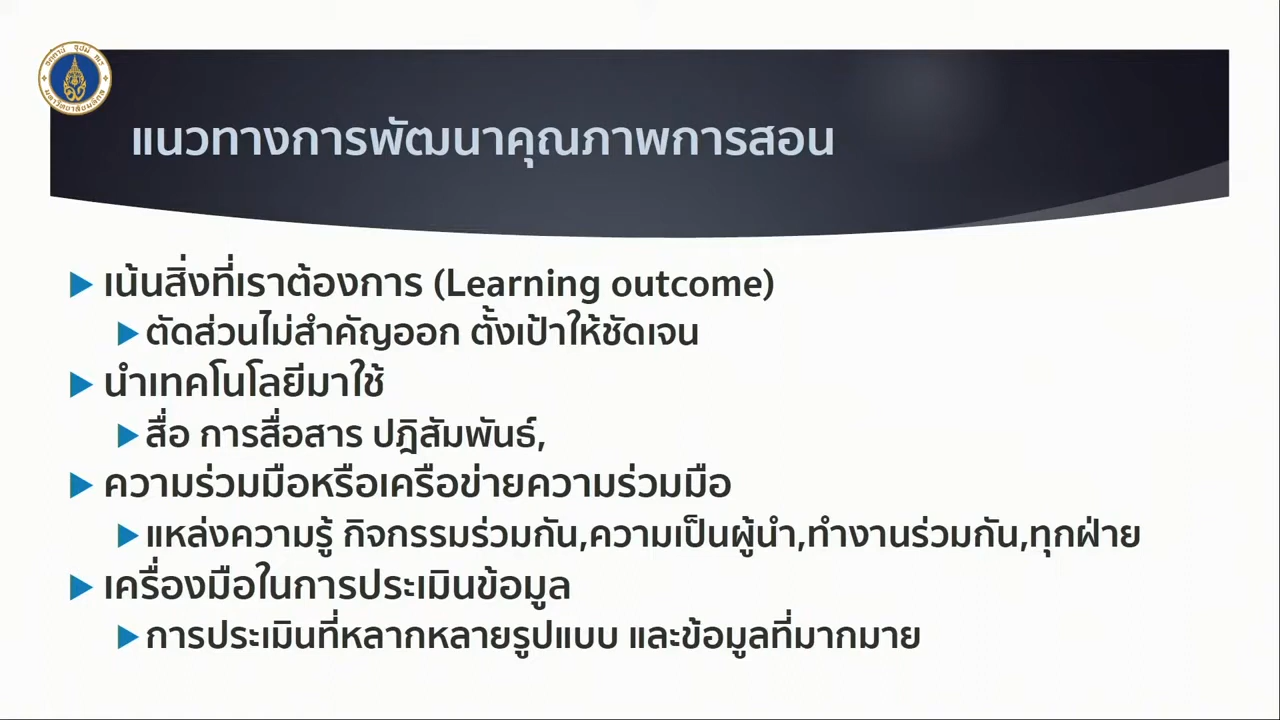 แนวทางการพัฒนาคุณภาพการสอน
เน้นสิ่งที่เราต้องการ (Learning outcome)
ตัดส่วนไม่สำคัญออก ตั้งเป้าให้ชัดเจน
นำเทคโนโลยีมาใช้
สื่อ การสื่อสาร ปฎิสัมพันธ์,
ความร่วมมือหรือเครือข่ายความร่วมมือ
แหล่งความรู้ กิจกรรมร่วมกัน,ความเป็นผู้นำ,ทำงานร่วมกัน,ทุกฝ่าย
เครื่องมือในการประเมินข้อมูล
การประเมินที่หลากหลายรูปแบบ และข้อมูลที่มากมาย